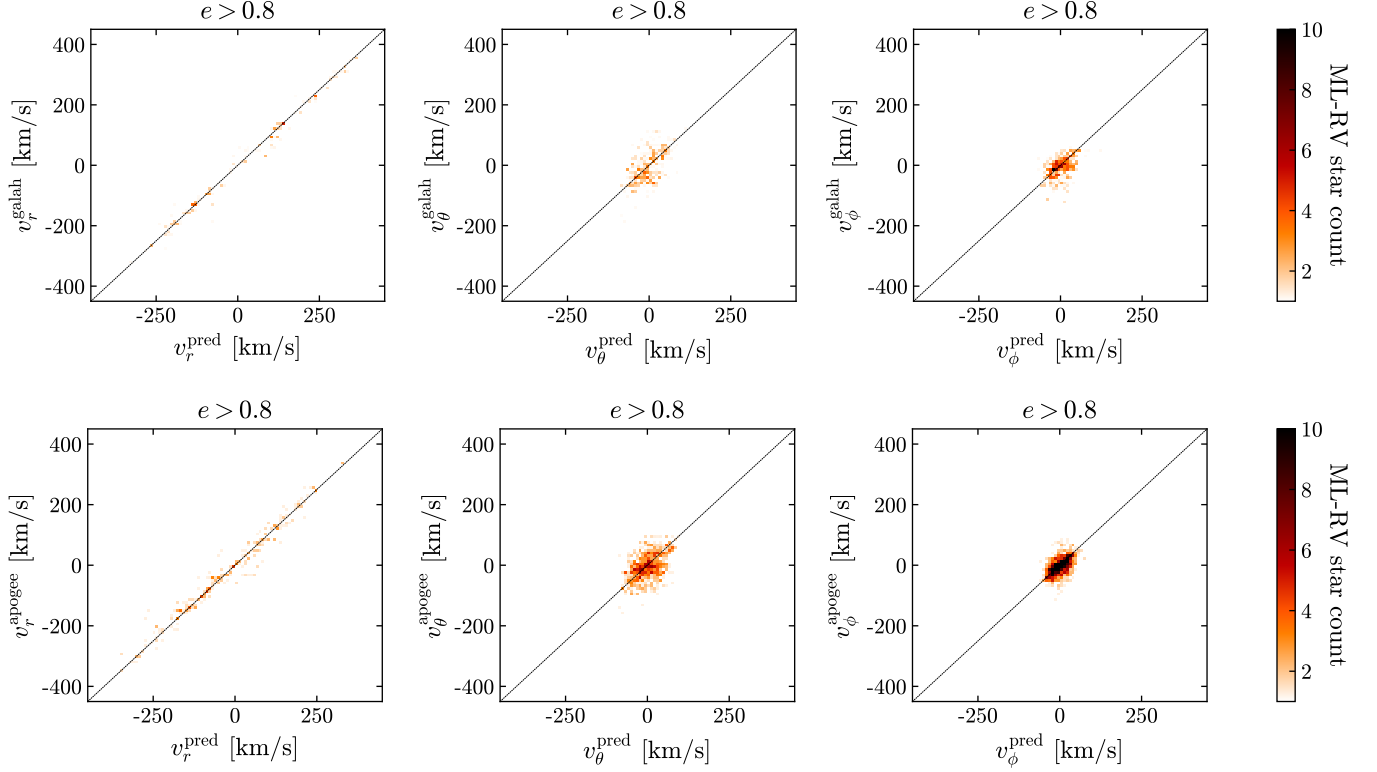 e > 0.8
e > 0.8
e > 0.8
400
200
0
-200
-400
-250 0 250
v_r^galah [km/s]
v_r^pred [km/s]
400
200
0
-200
-400
-250 0 250
v_θ^galah [km/s]
v_θ^pred [km/s]
400
200
0
-200
-400
-250 0 250
v_ϕ^galah [km/s]
v_ϕ^pred [km/s]
10
8
6
4
2
ML-RV star count
e > 0.8
e > 0.8
e > 0.8
400
200
0
-200
-400
-250 0 250
v_r^apogee [km/s]
v_r^pred [km/s]
400
200
0
-200
-400
-250 0 250
v_θ^apogee [km/s]
v_θ^pred [km/s]
400
200
0
-200
-400
-250 0 250
v_ϕ^apogee [km/s]
v_ϕ^pred [km/s]
10
8
6
4
2
ML-RV star count